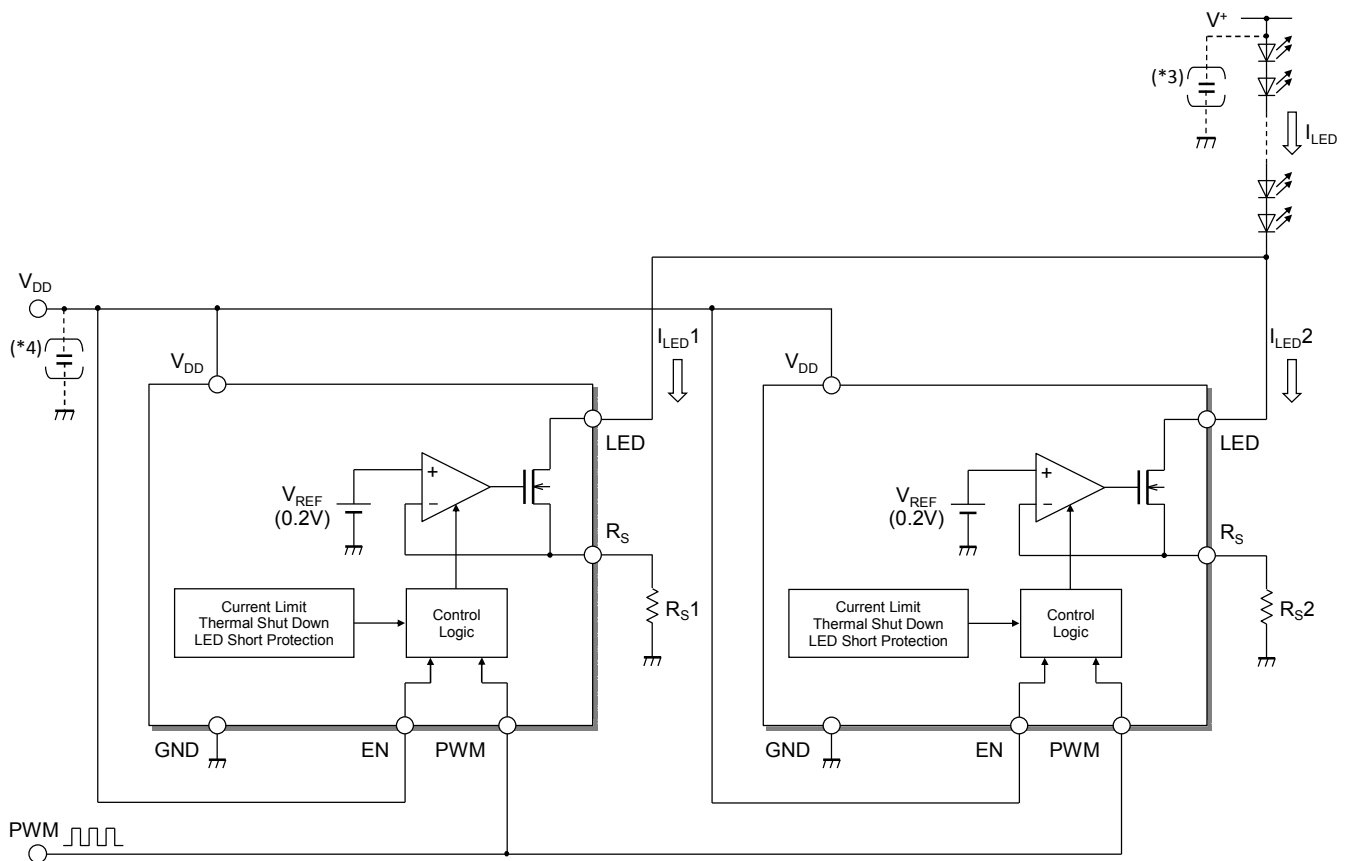 V+
(*3)
ILED
VDD
(*4)
VDD
ILED1
VDD
ILED2
LED
LED
+
−
VREF
(0.2V)
RS
+
−
VREF
(0.2V)
RS
Current Limit
Thermal Shut Down
LED Short Protection
Control
Logic
RS1
Current Limit
Thermal Shut Down
LED Short Protection
Control
Logic
RS2
GND
EN
PWM
GND
EN
PWM
PWM